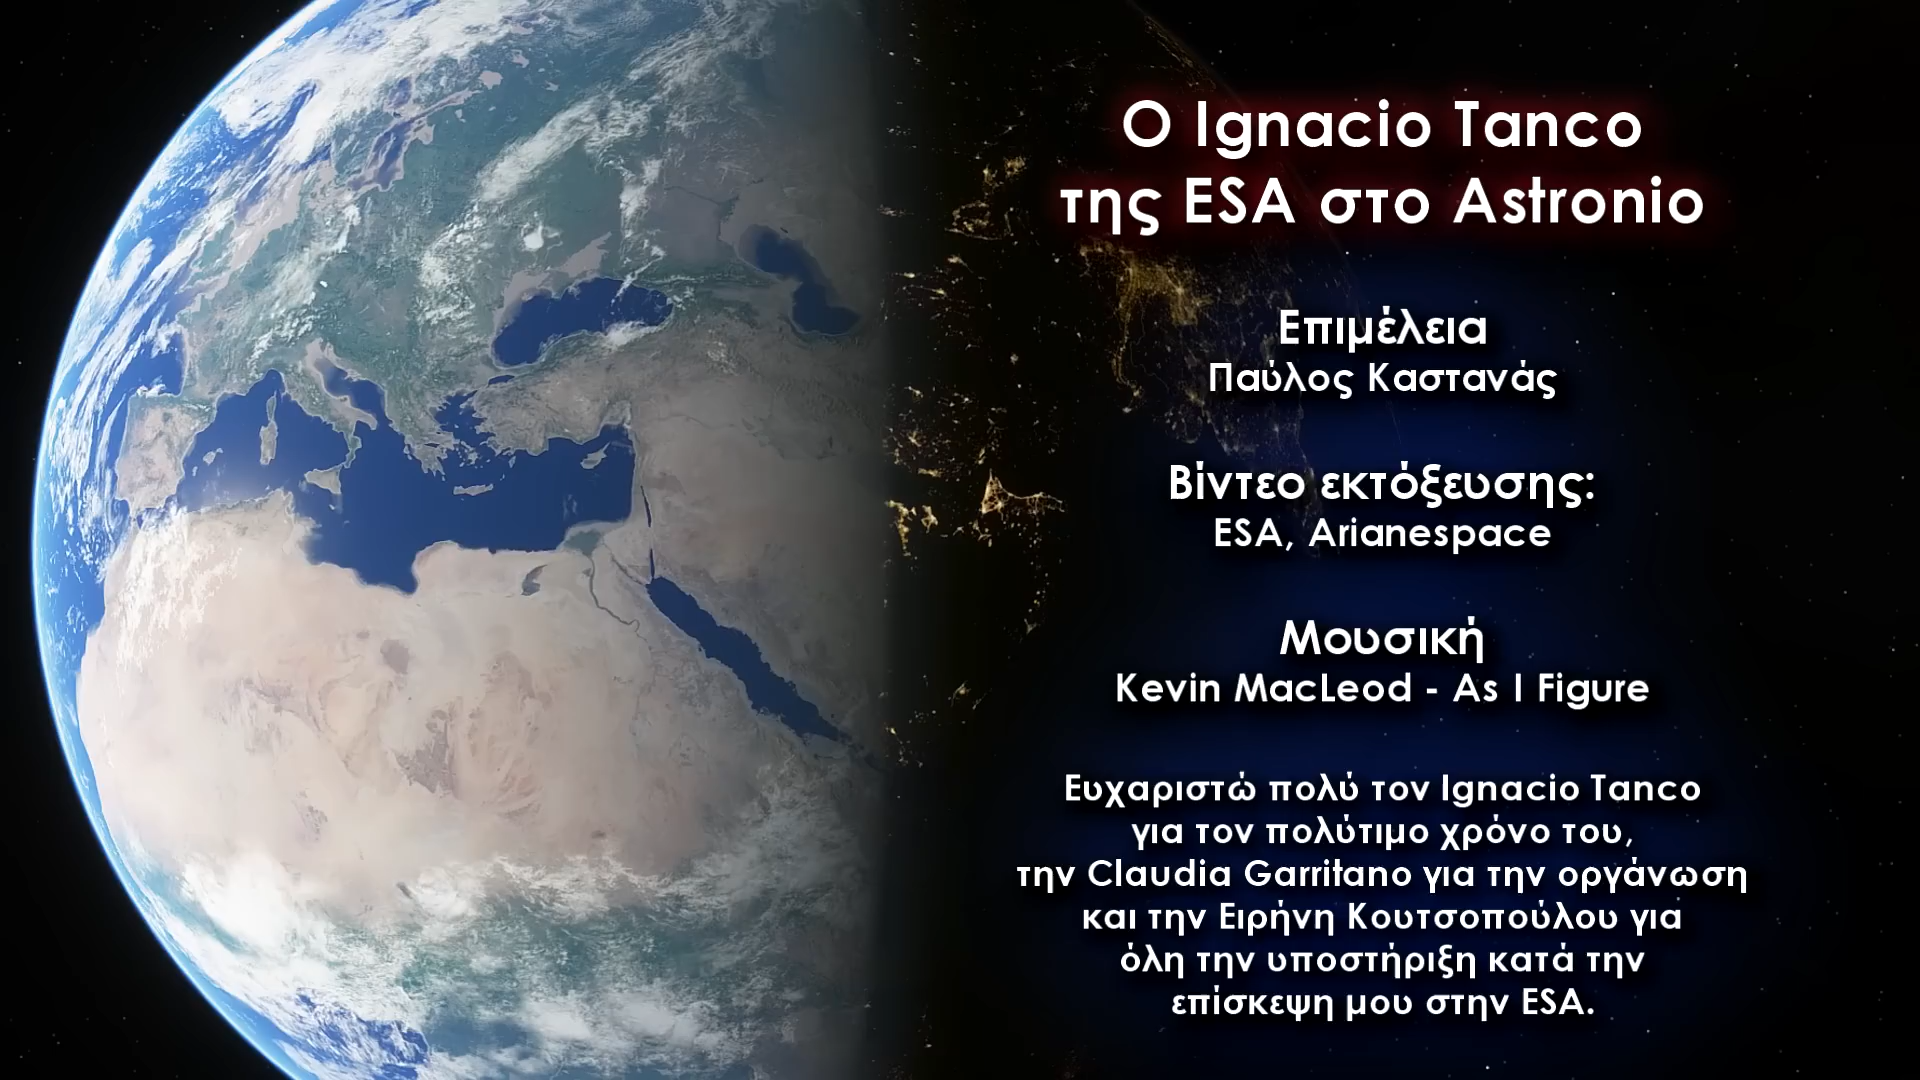 Ο Ignacio Tanco
της ESA στο Astronio
Επιμέλεια
Παύλος Καστανάς
Βίντεο εκτόξευσης:
ESA, Arianespace
Μουσική
Kevin MacLeod - As I Figure
Ευχαριστώ πολύ τον Ignacio Tanco
για τον πολύτιμο χρόνο του,
την Claudia Garritano για την οργάνωση
και την Ειρήνη Κουτσοπούλου για
όλη την υποστήριξη κατά την
επίσκεψη μου στην ESA.